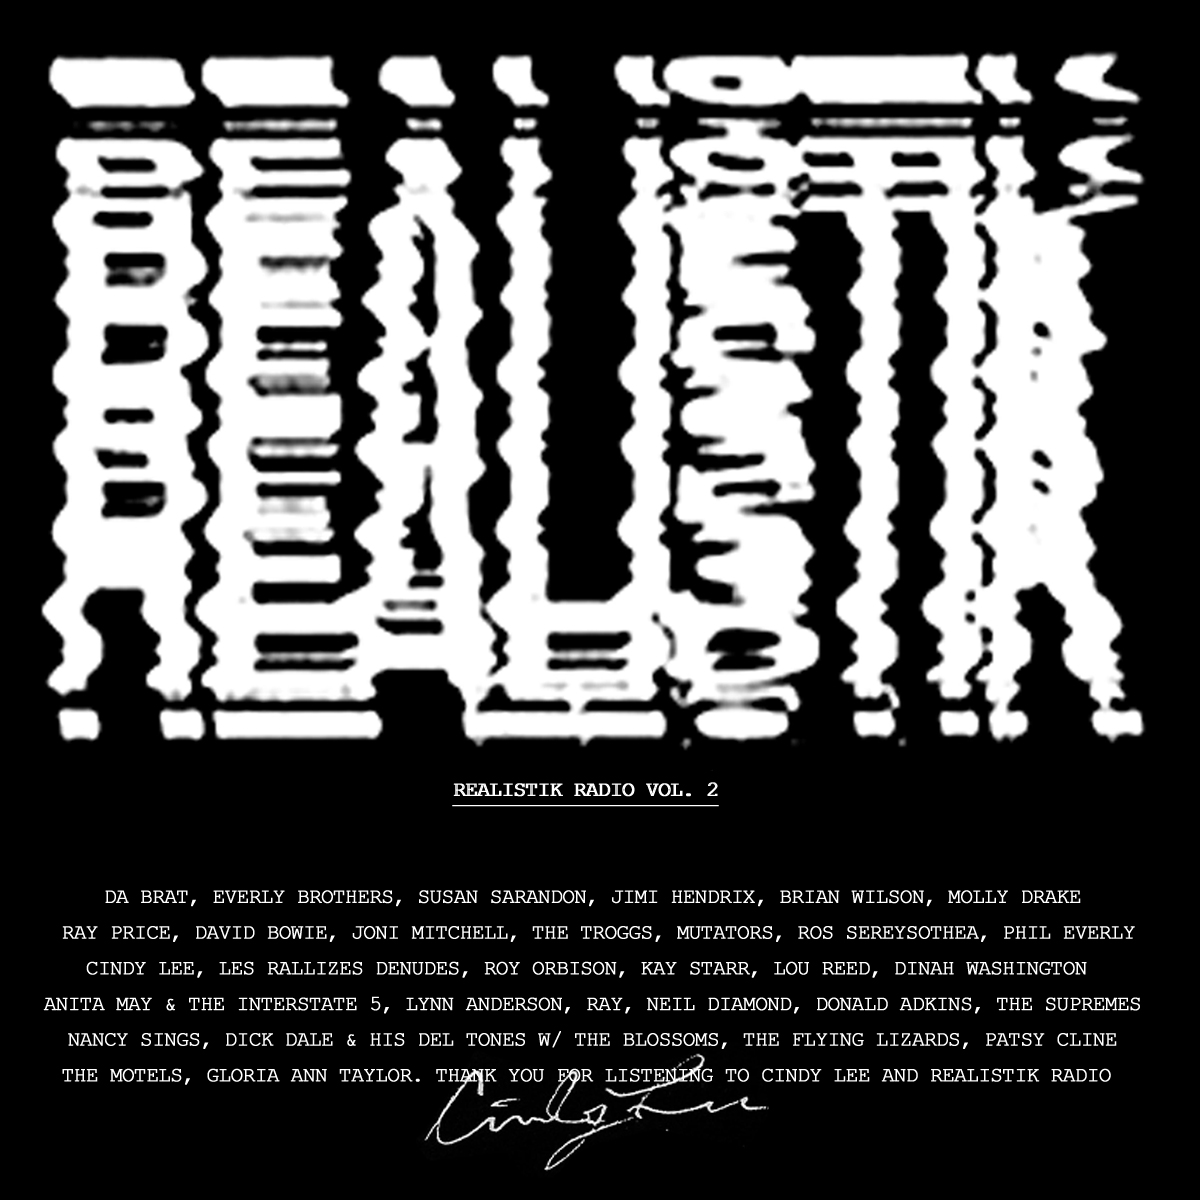 REALISTIK
REALISTIK RADIO VOL. 2
DA BRAT, EVERLY BROTHERS, SUSAN SARANDON, JIMI HENDRIX, BRIAN WILSON, MOLLY DRAKE
RAY PRICE, DAVID BOWIE, JONI MITCHELL, THE TROGGS, MUTATORS, ROS SEREYSOTHEA, PHIL EVERLY
CINDY LEE, LES RALLIZES DENUDES, ROY ORBISON, KAY STARR, LOU REED, DINAH WASHINGTON
ANITA MAY & THE INTERSTATE 5, LYNN ANDERSON, RAY, NEIL DIAMOND, DONALD ADKINS, THE SUPREMES
NANCY SINGS, DICK DALE & HIS DEL TONES W/ THE BLOSSOMS, THE FLYING LIZARDS, PATSY CLINE
THE MOTELS, GLORIA ANN TAYLOR. THANK YOU FOR LISTENING TO CINDY LEE AND REALISTIK RADIO
Cindy Lee